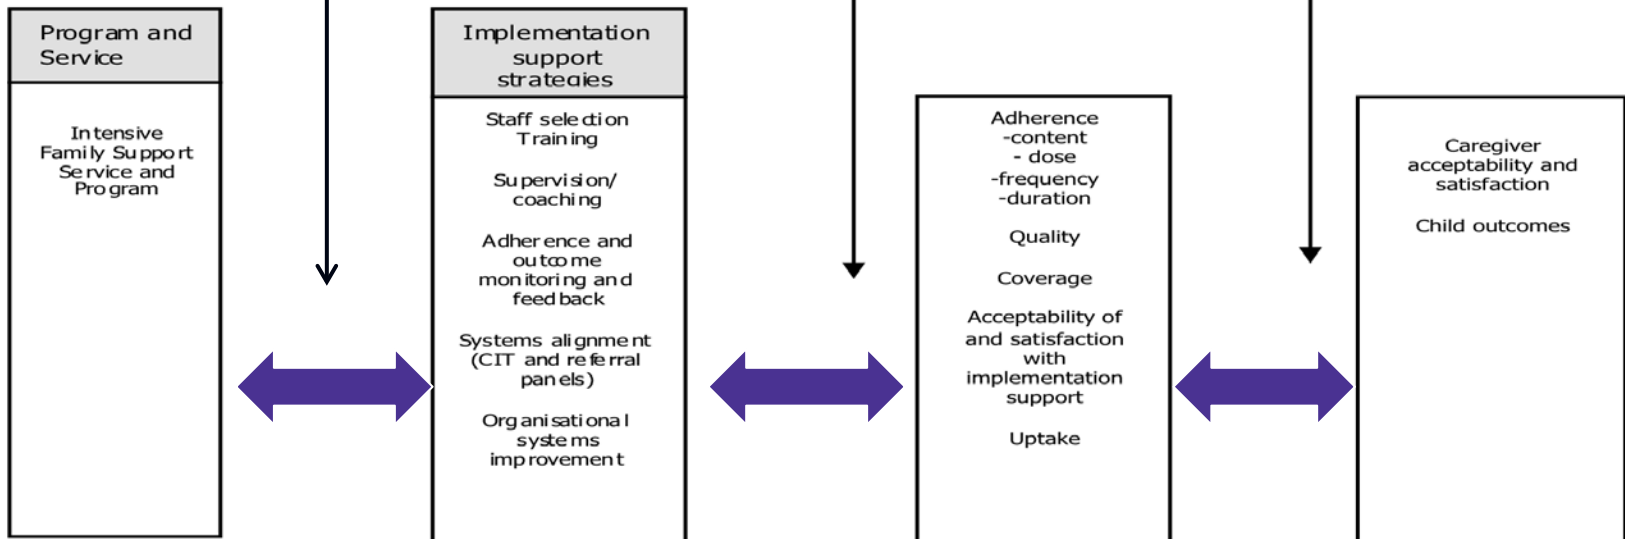 Program and
Service
Intensive
Family Support
Service and
Program
Implementation
support
strategies
Staff selection
Training
Supervision/
coaching
Adherence and
outcome
monitoring and
feedback
Systems alignment
(CIT and referral
panels)
Organisational
systems
improvement
Adherence
-content
- dose
-frequency
-duration
Quality
Coverage
Acceptability of
and satisfaction
with
implementation
support
Uptake
Caregiver
acceptability and
satisfaction
Child outcomes